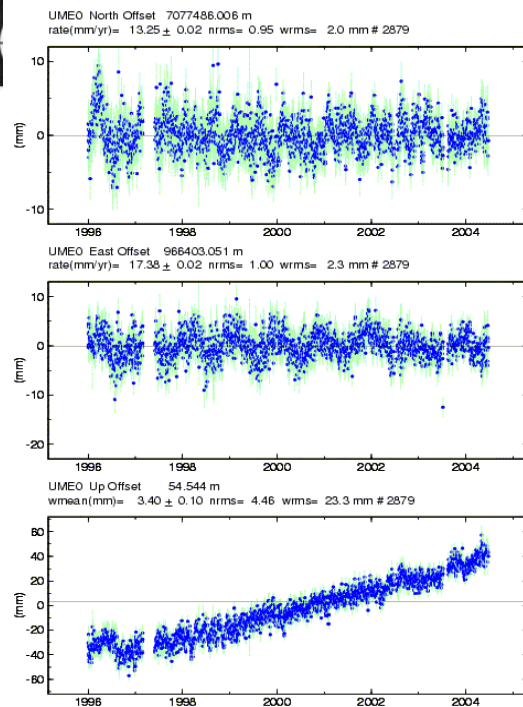 UME0 North Offset 7077486.006 m
rate(mm/yr)= 13.25 ± 0.02 nrms= 0.95 wrms= 2.0 mm # 2879
10
0
-10
(mm)
1996 1998 2000 2002 2004
UME0 East Offset 966403.051 m
rate(mm/yr)= 17.38 ± 0.02 nrms= 1.00 wrms= 2.3 mm # 2879
10
0
-10
-20
(mm)
1996 1998 2000 2002 2004
UME0 Up Offset 54.544 m
wmean(mm)= 3.40 ± 0.10 nrms= 4.46 wrms= 23.3 mm # 2879
60
40
20
0
-20
-40
-60
(mm)
1996 1998 2000 2002 2004